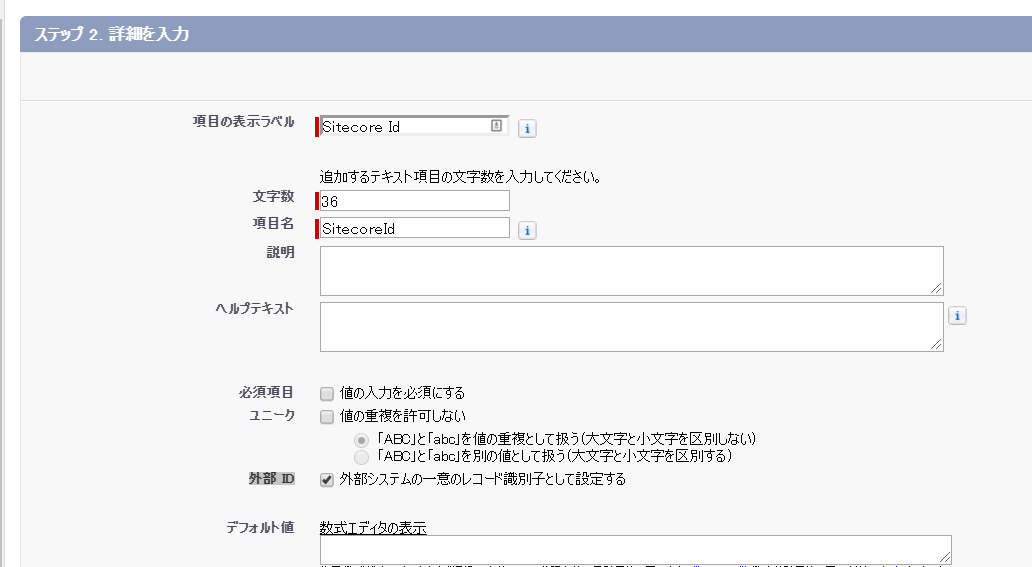 ステップ 2. 詳細を入力
項目の表示ラベル Sitecore Id
追加するテキスト項目の文字数を入力してください。
文字数 36
項目名 SitecoreId
説明
ヘルプテキスト
必須項目 値の入力を必須にする
ユニーク 値の重複を許可しない
「ABC」と「abc」を値の重複として扱う(大文字と小文字を区別しない)
「ABC」と「abc」を別の値として扱う(大文字と小文字を区別する)
外部 ID 外部システムの一意のレコード識別子として設定する
デフォルト値 数式エディタの表示